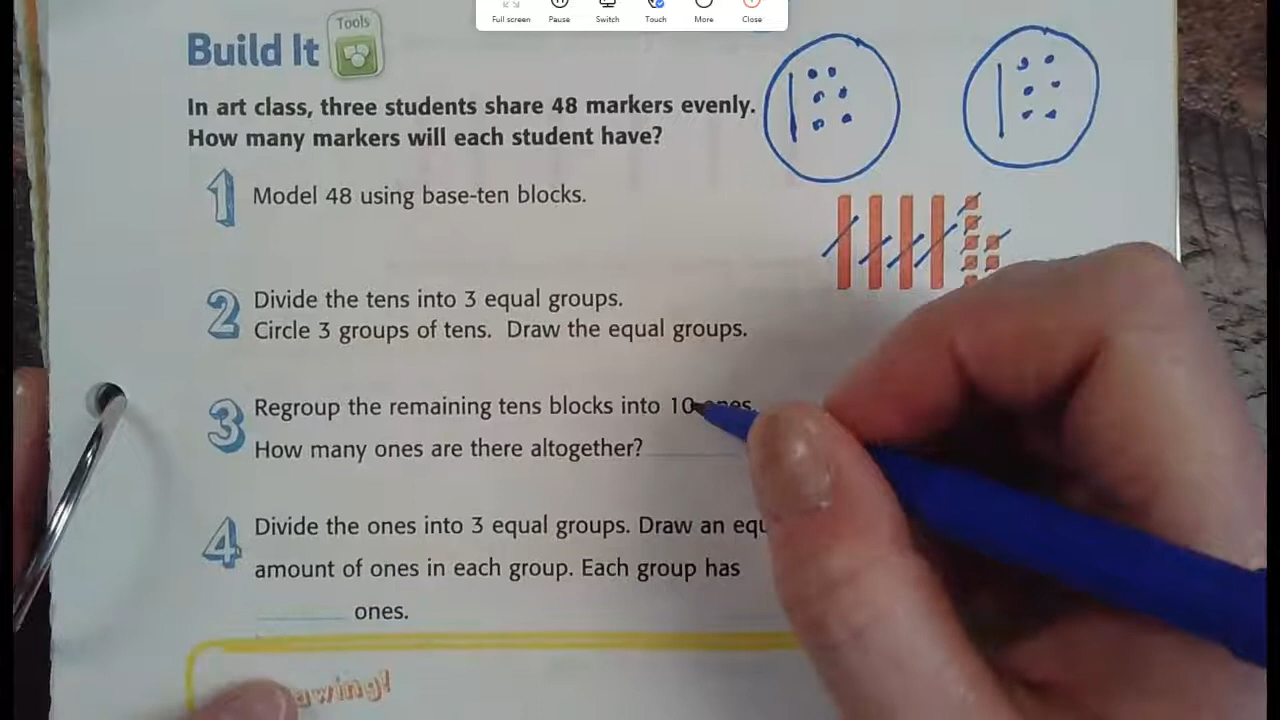 Full screen
Pause
Switch
Touch
More
Close
Build It
Tools
In art class, three students share 48 markers evenly.
How many markers will each student have?
1 Model 48 using base-ten blocks.
2 Divide the tens into 3 equal groups.
Circle 3 groups of tens. Draw the equal groups.
3 Regroup the remaining tens blocks into 10 ones.
How many ones are there altogether?
4 Divide the ones into 3 equal groups. Draw an equ
amount of ones in each group. Each group has
ones.
awing!